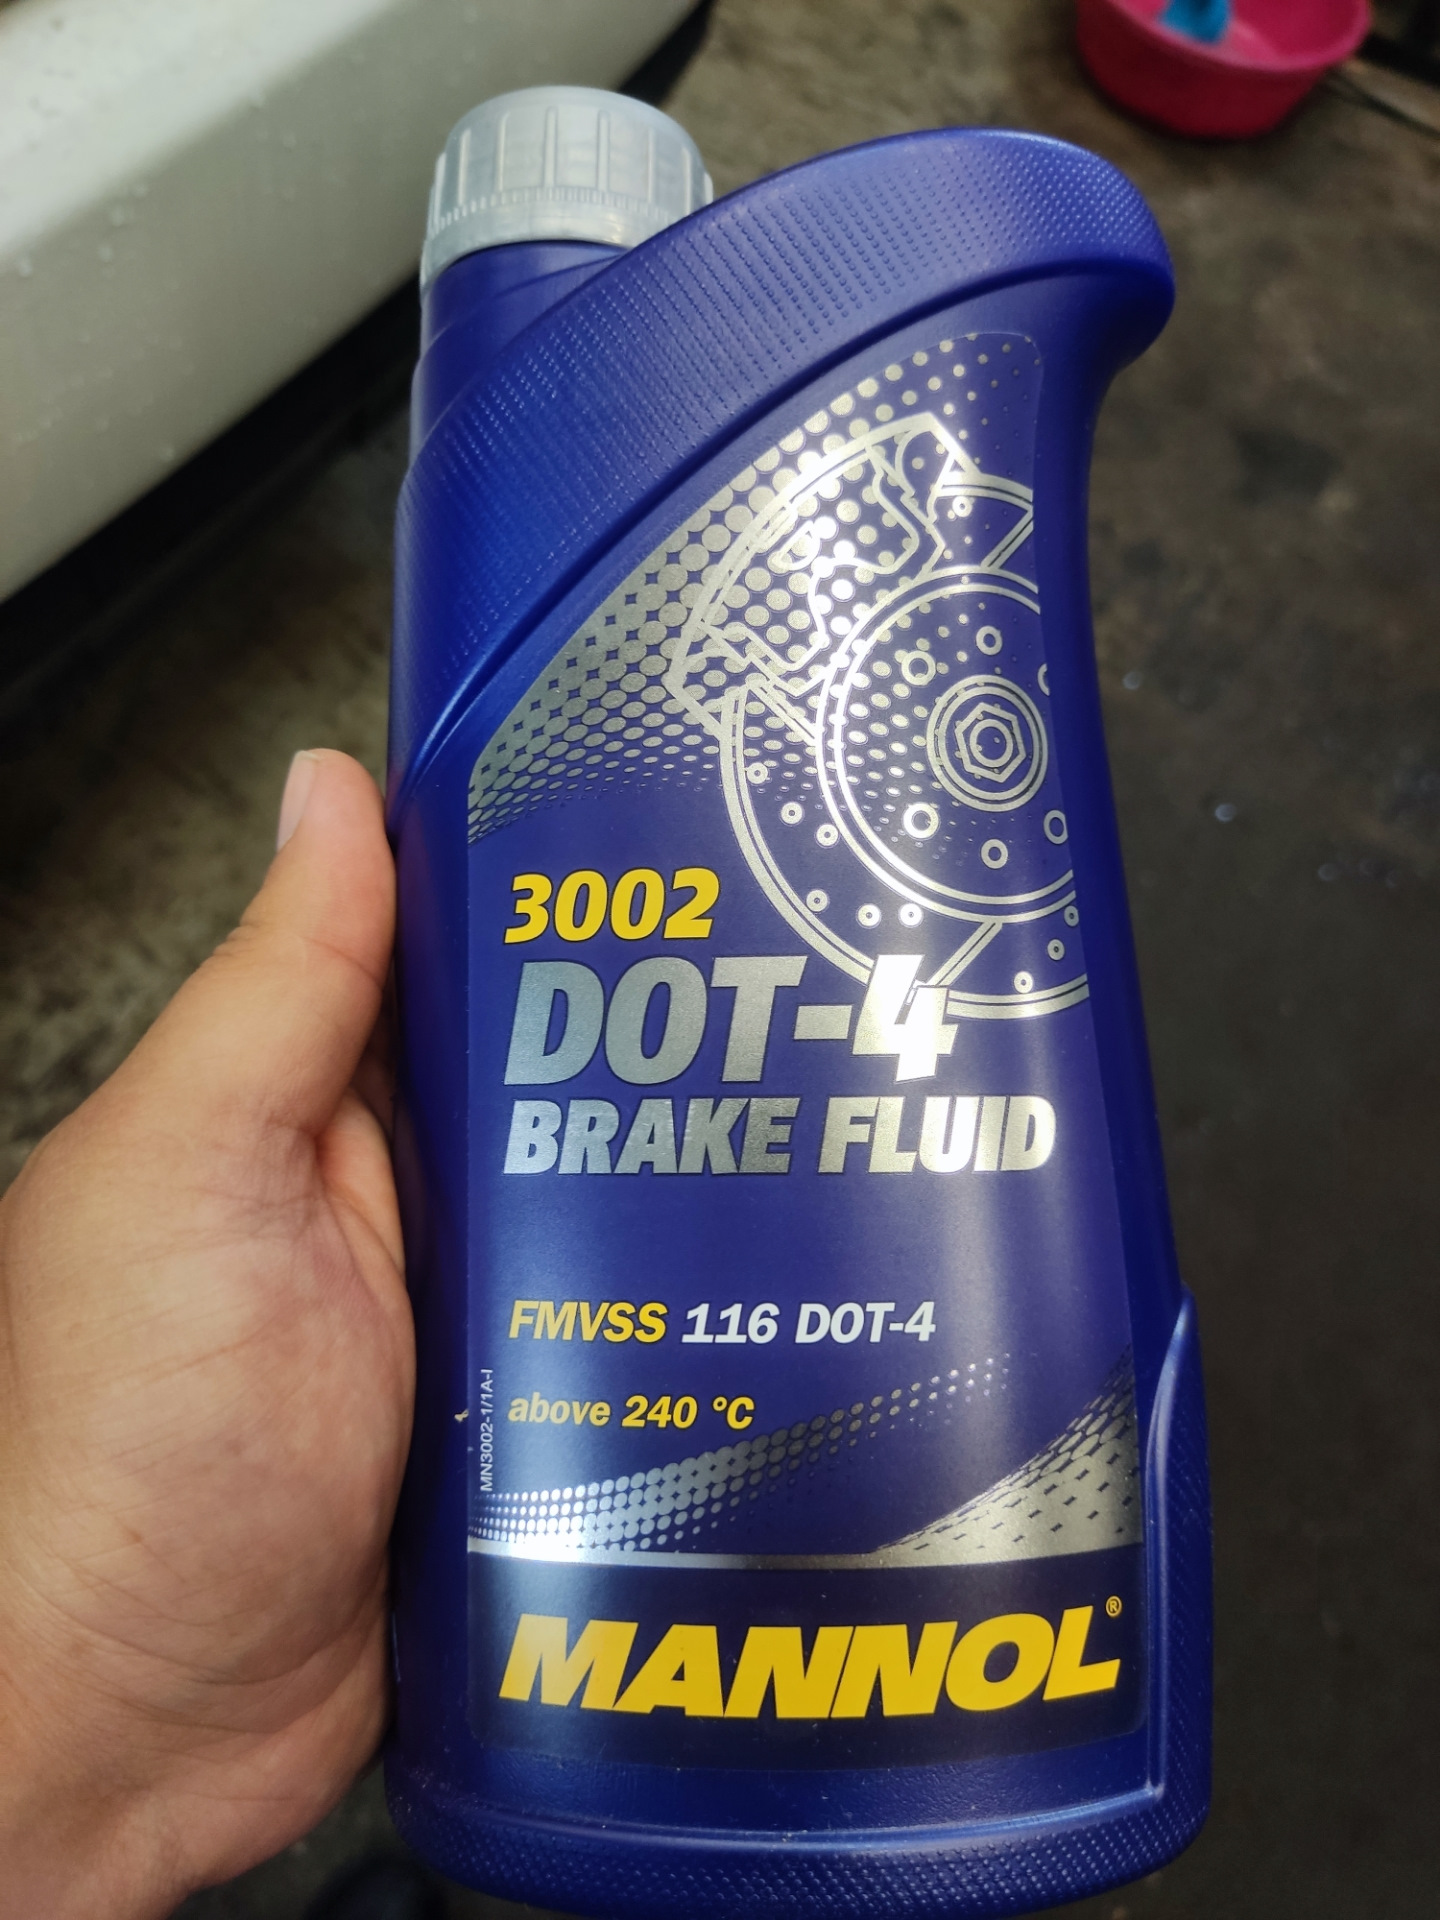 3002
DOT-4
BRAKE FLUID
FMVSS 116 DOT-4
above 240 °C
MN3002-1/1A-I
MANNOL®